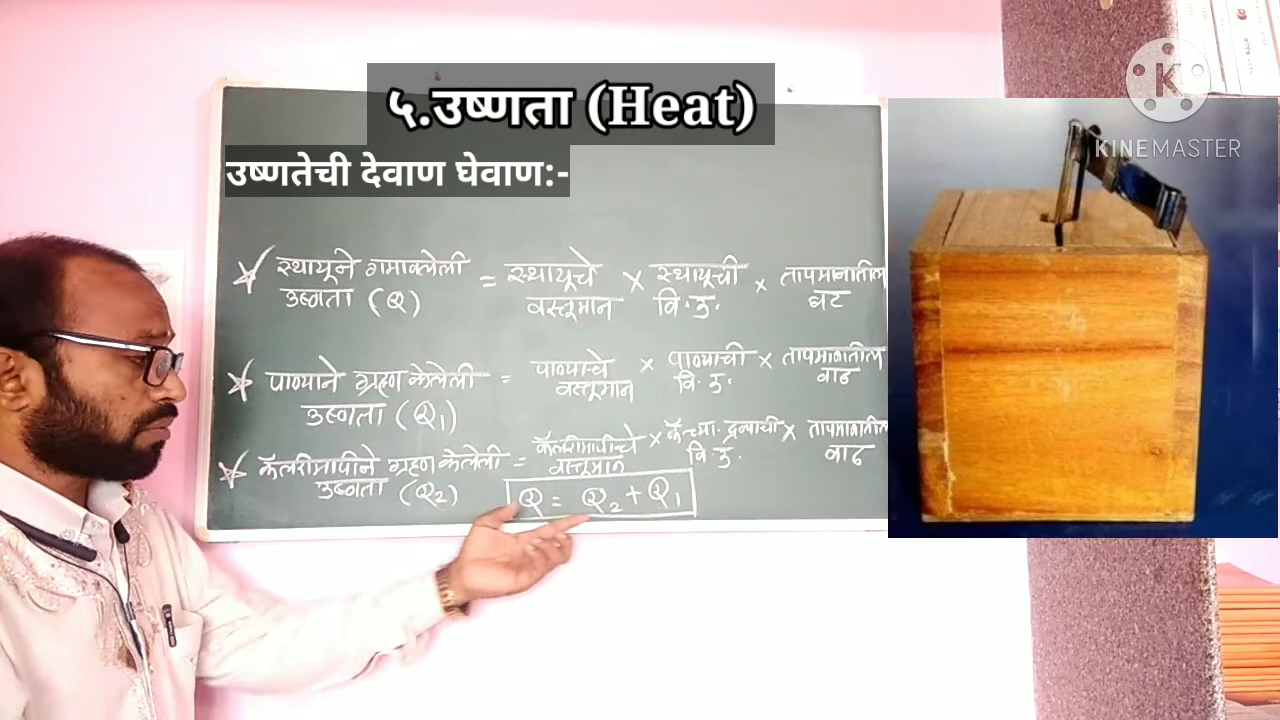 ५.उष्णता (Heat)
उष्णतेची देवाण घेवाण:-
KINEMASTER
स्थायूने गमावलेली उष्णता (Q) = स्थायूचे वस्तूमान × स्थायूची वि.उ. × तापमानातील घट
पाण्याने ग्रहण केलेली उष्णता (Q₁) = पाण्याचे वस्तूमान × पाण्याची वि.उ. × तापमानातील वाढ
कॅलरीमापीने ग्रहण केलेली उष्णता (Q₂) = कॅलरीमापीचे वस्तूमान × कॅ.मा. द्रव्याची वि.उ. × तापमानातील वाढ
Q = Q₂ + Q₁